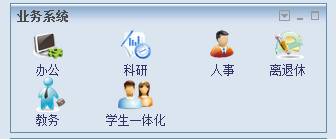 业务系统
办公 科研 人事 离退休
教务 学生一体化